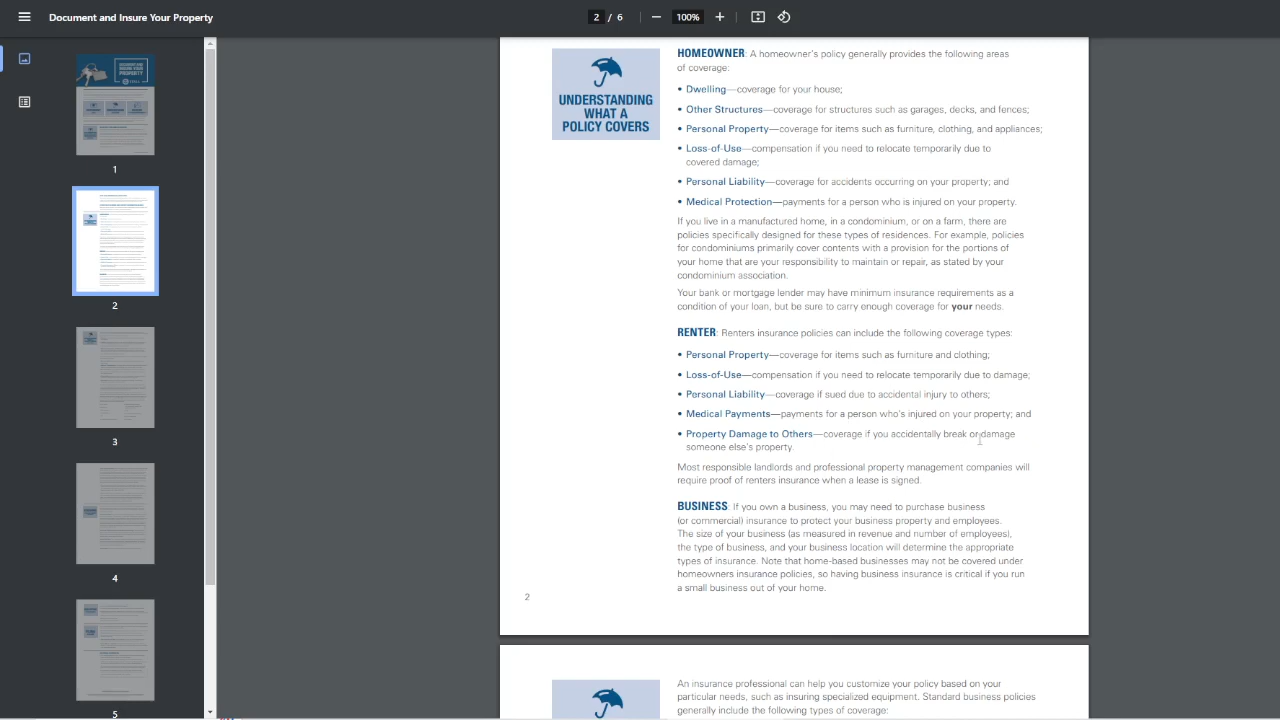 Document and Insure Your Property
2 / 6
100%
1
2
3
4
5
UNDERSTANDING
WHAT A
POLICY COVERS
HOMEOWNER: A homeowner's policy generally provides the following areas
of coverage:
• Dwelling—coverage for your house;
• Other Structures—coverage for structures such as garages, decks, and fences;
• Personal Property—coverage for items such as furniture, clothing, and appliances;
• Loss-of-Use—compensation if you need to relocate temporarily due to
covered damage;
• Personal Liability—coverage for accidents occurring on your property; and
• Medical Protection—payments for a person who is injured on your property.
If you live in a manufactured home, in a condominium, or on a farm, there are
policies specifically designed for these types of residences. For example, policies
for condominiums primarily cover contents with a provision for the portions of
your home that are your responsibility to maintain or repair, as stated by your
condominium association.
Your bank or mortgage lender may have minimum insurance requirements as a
condition of your loan, but be sure to carry enough coverage for your needs.
RENTER: Renters insurance policies can include the following coverage types:
• Personal Property—coverage for items such as furniture and clothing;
• Loss-of-Use—compensation if you need to relocate temporarily due to damage;
• Personal Liability—coverage if sued due to accidental injury to others;
• Medical Payments—payments for a person who's injured on your property; and
• Property Damage to Others—coverage if you accidentally break or damage
someone else's property.
Most responsible landlords and professional property management companies will
require proof of renters insurance when a lease is signed.
BUSINESS: If you own a business, you may need to purchase business
(or commercial) insurance to protect your business property and employees.
The size of your business (as measured in revenue and number of employees),
the type of business, and your business location will determine the appropriate
types of insurance. Note that home-based businesses may not be covered under
homeowners insurance policies, so having business insurance is critical if you run
a small business out of your home.
2
An insurance professional can help you customize your policy based on your
particular needs, such as insuring specialized equipment. Standard business policies
generally include the following types of coverage: